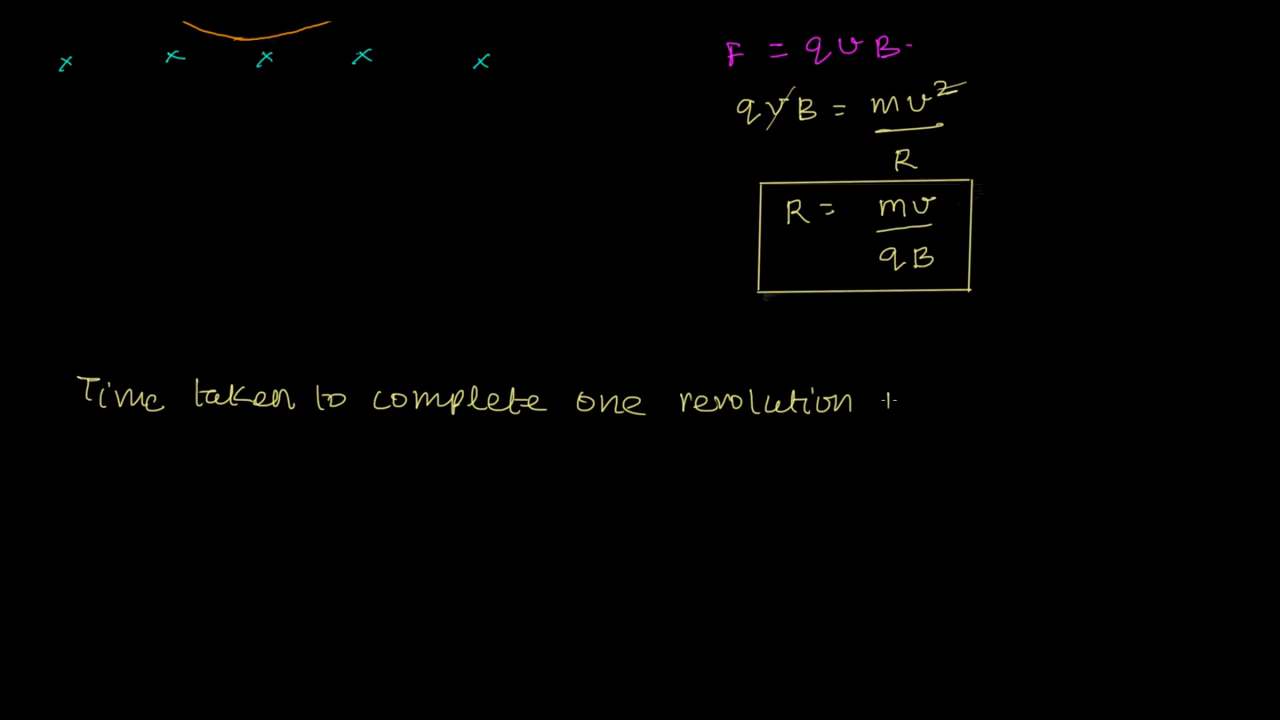 x x x x x
F = qvB.
qvB = mv²/R
R = mv/qB
Time taken to complete one revolution